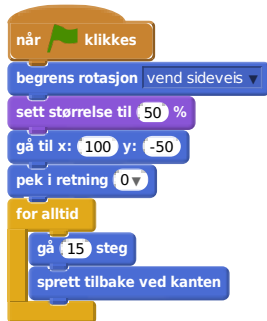 når klikkes
begrens rotasjon vend sideveis
sett størrelse til 50 %
gå til x: 100 y: -50
pek i retning 0
for alltid
gå 15 steg
sprett tilbake ved kanten